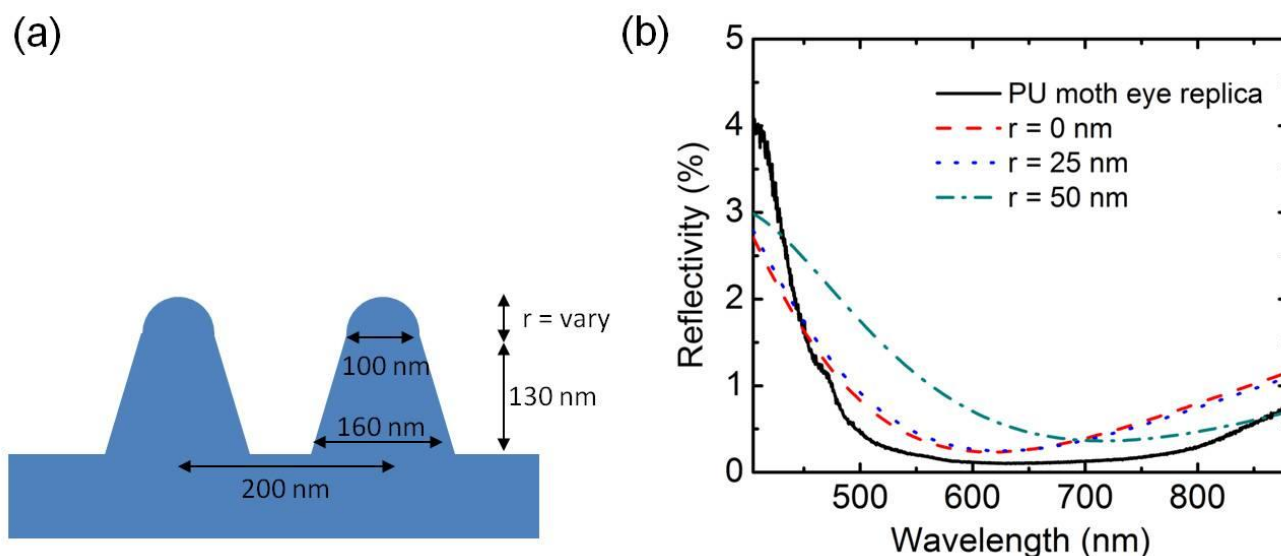 (a)
r = vary
100 nm
130 nm
160 nm
200 nm
(b)
5
4
3
2
1
0
Reflectivity (%)
PU moth eye replica
r = 0 nm
r = 25 nm
r = 50 nm
500 600 700 800
Wavelength (nm)